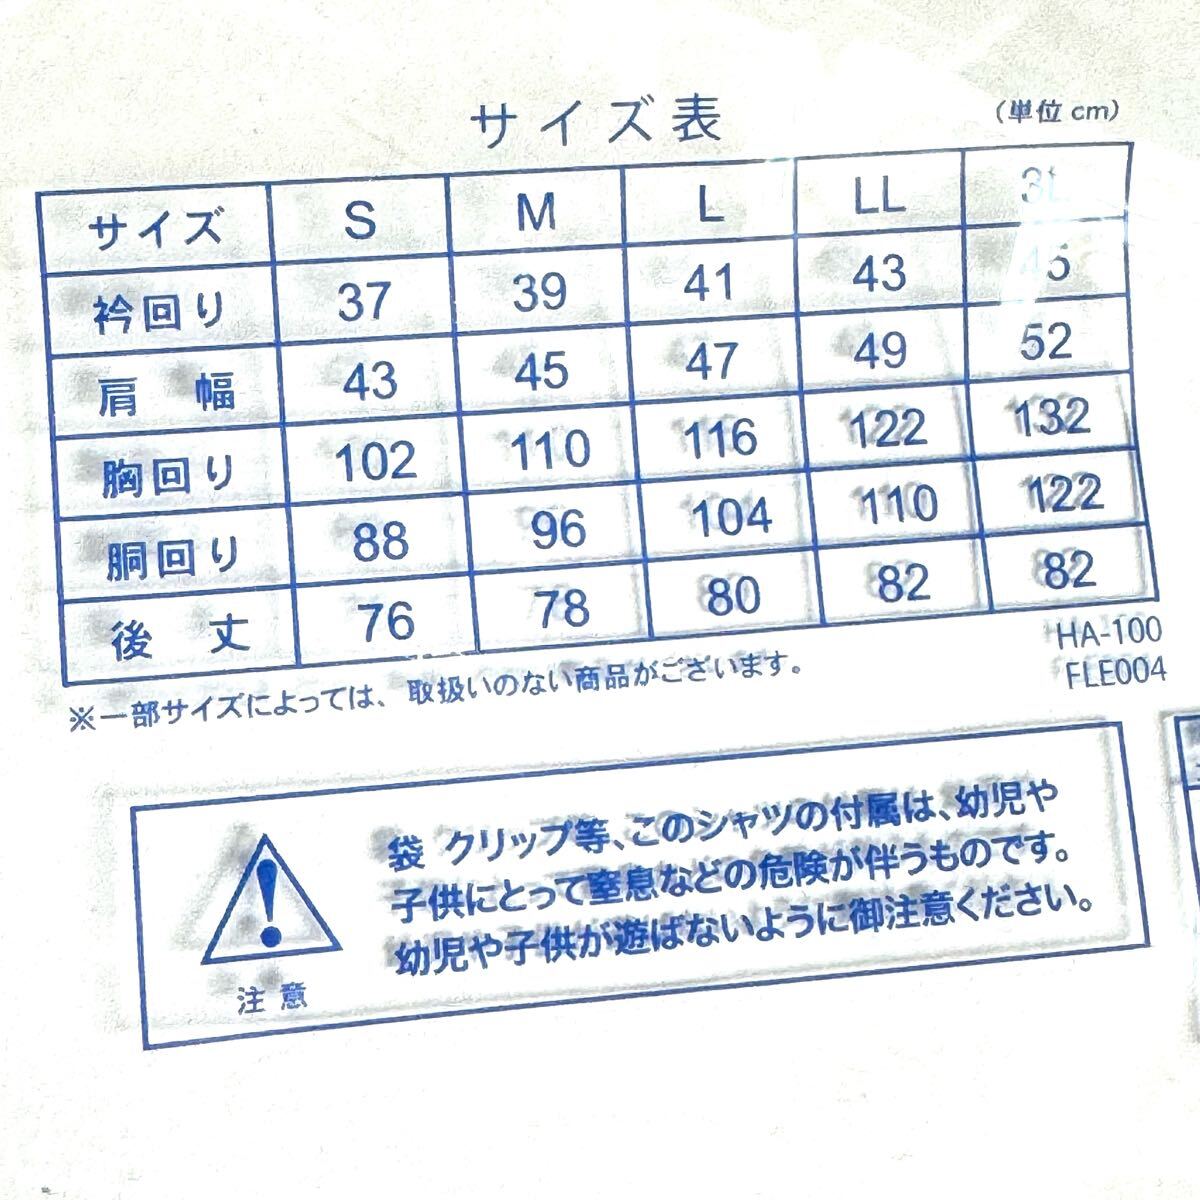 サイズ表
(単位 cm)
サイズ S M L LL 3L
衿回り 37 39 41 43 45
肩幅 43 45 47 49 52
胸回り 102 110 116 122 132
胴回り 88 96 104 110 122
後丈 76 78 80 82 82
※一部サイズによっては、取扱いのない商品がございます。
HA-100
FLE004
袋 クリップ等、このシャツの付属は、幼児や
子供にとって窒息などの危険が伴うものです。
幼児や子供が遊ばないように御注意ください。
注意